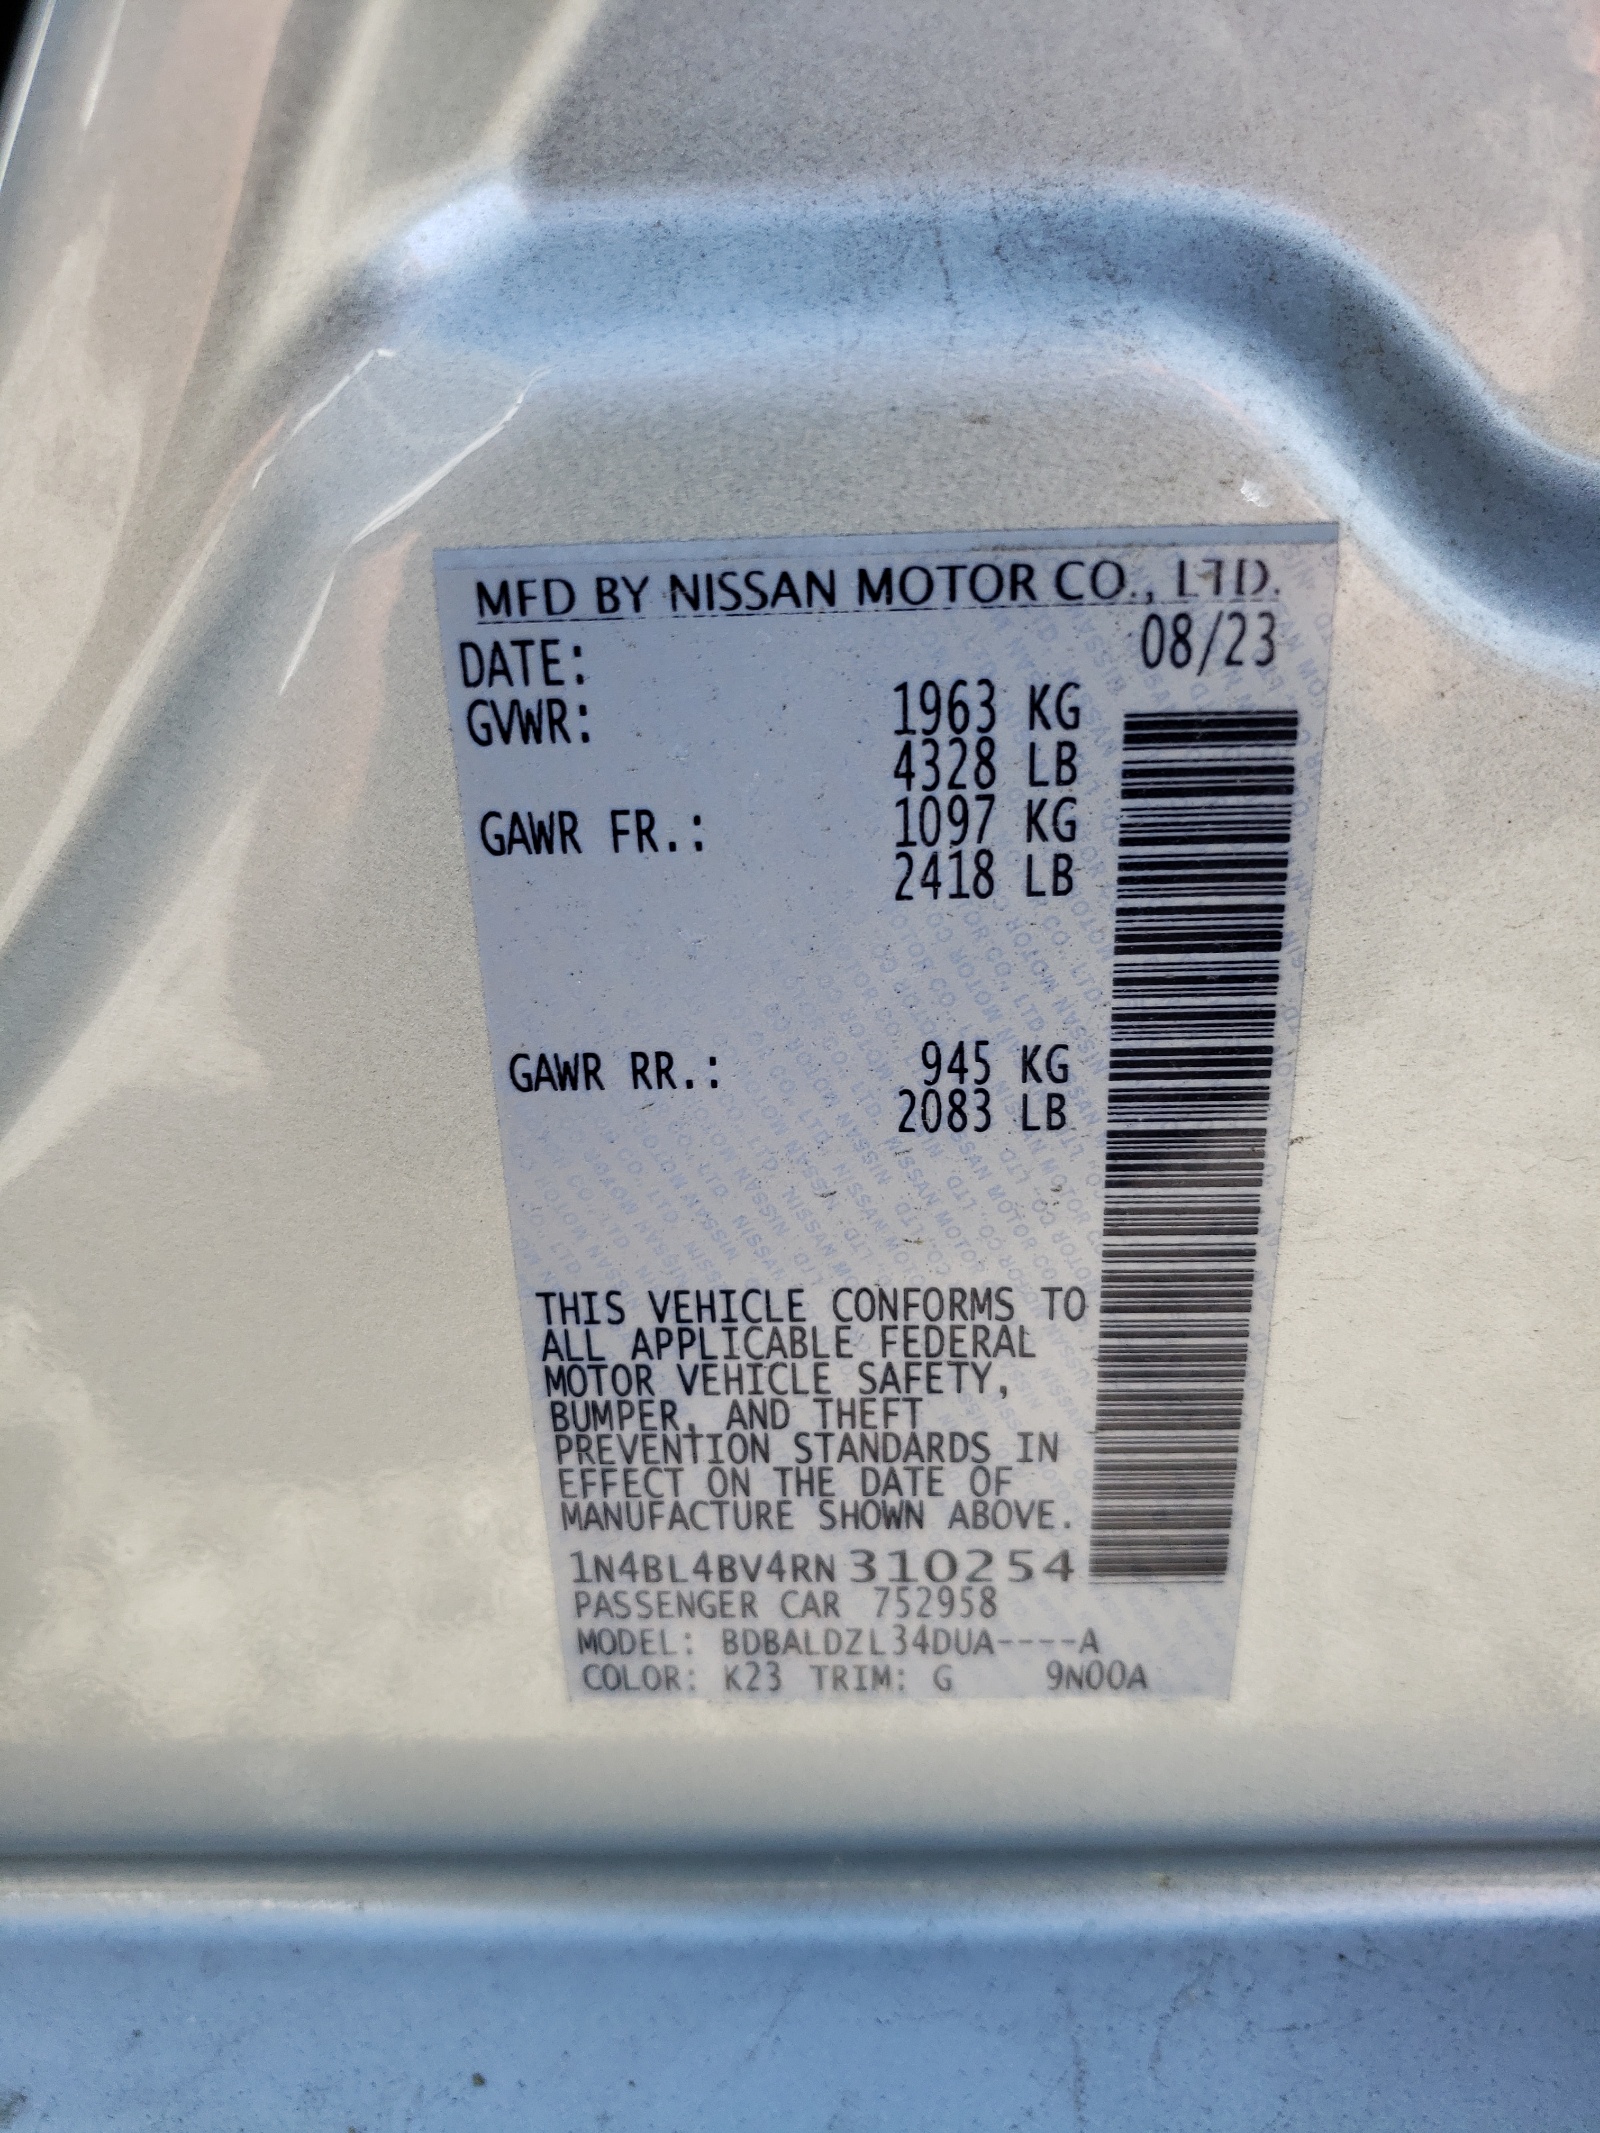 MFD BY NISSAN MOTOR CO., LTD.
DATE: 08/23
GVWR: 1963 KG
4328 LB
GAWR FR.: 1097 KG
2418 LB
GAWR RR.: 945 KG
2083 LB
THIS VEHICLE CONFORMS TO
ALL APPLICABLE FEDERAL
MOTOR VEHICLE SAFETY,
BUMPER, AND THEFT
PREVENTION STANDARDS IN
EFFECT ON THE DATE OF
MANUFACTURE SHOWN ABOVE.
1N4BL4BV4RN310254
PASSENGER CAR 752958
MODEL: BDBALDZL34DUA----A
COLOR: K23 TRIM: G 9N00A